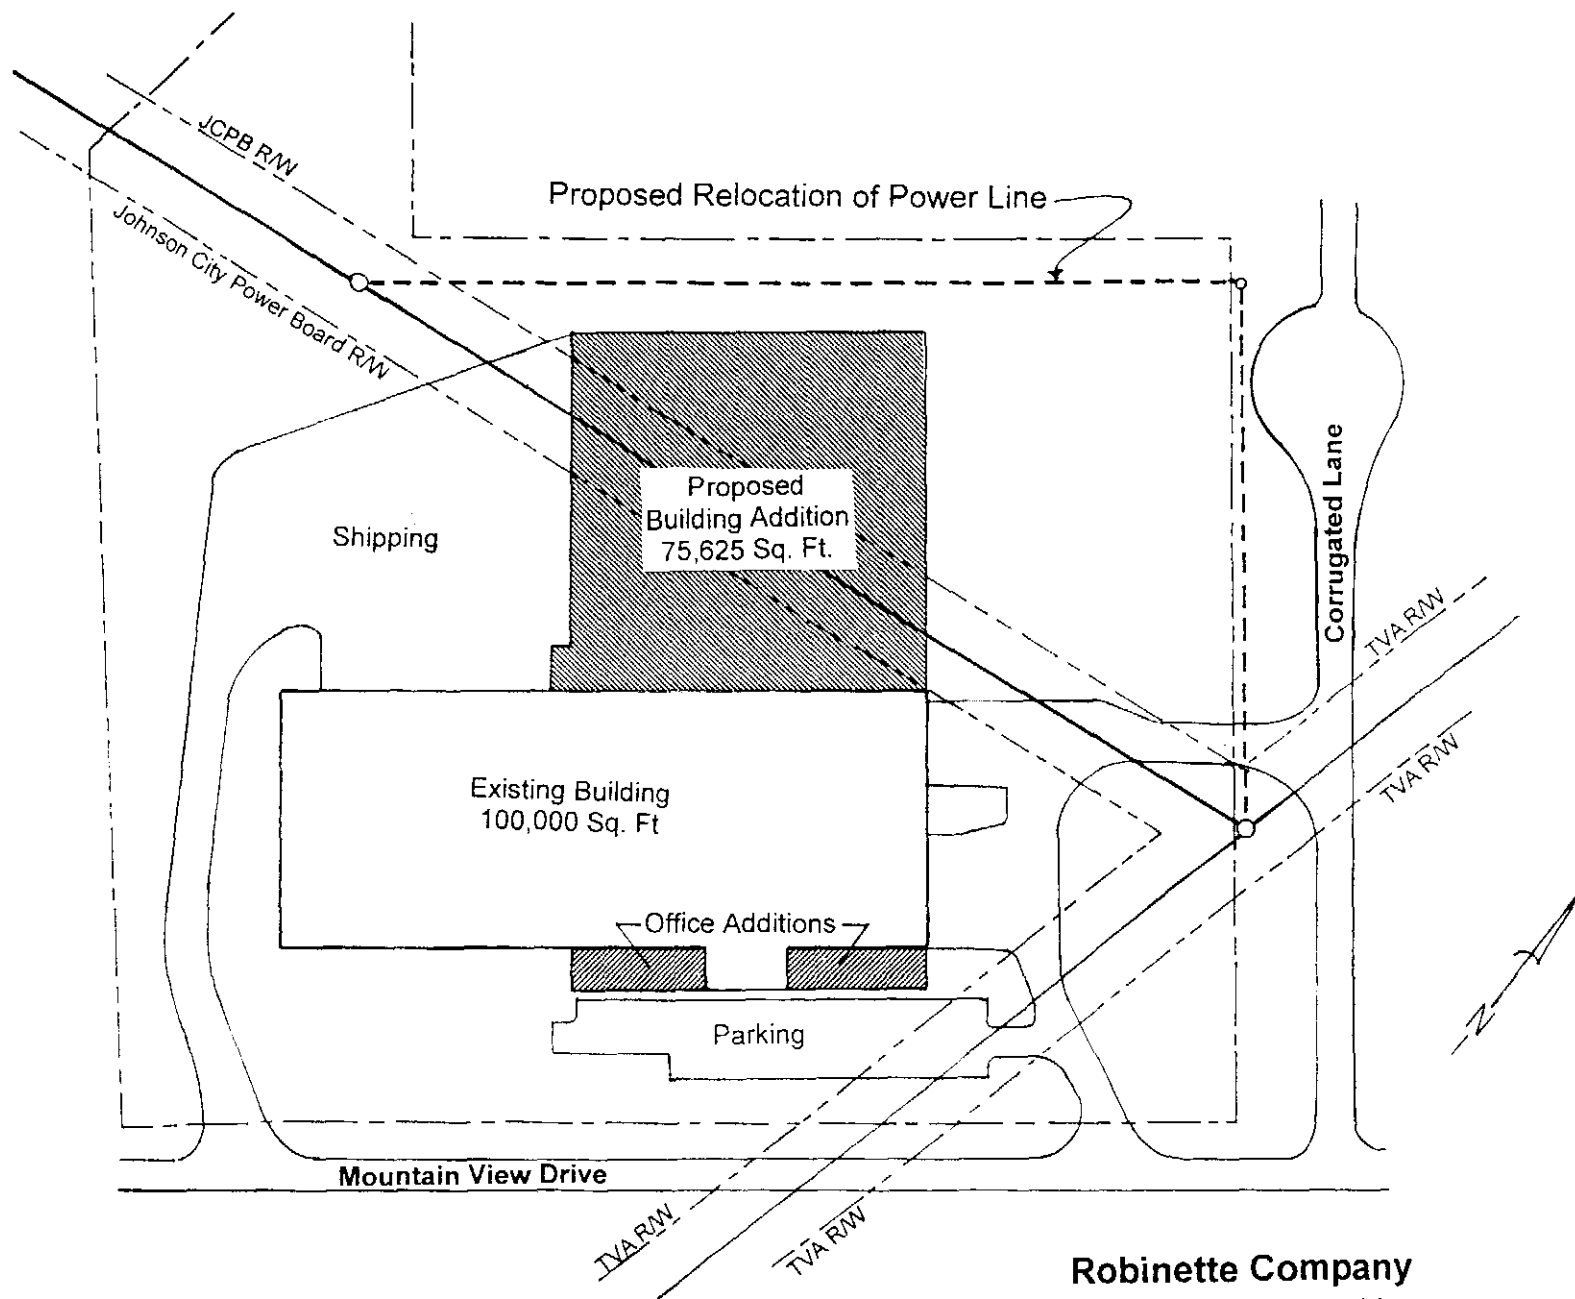 JCPB R/W
Proposed Relocation of Power Line
Johnson City Power Board R/W
Proposed
Building Addition
75,625 Sq. Ft.
Shipping
Corrugated Lane
TVA R/W
TVA R/W
Existing Building
100,000 Sq. Ft
Office Additions
Parking
N
Mountain View Drive
TVA R/W
TVA R/W
Robinette Company